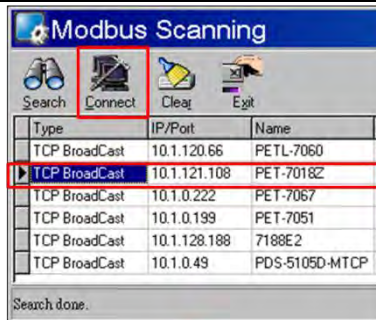 Modbus Scanning
Search Connect Clear Exit
Type IP/Port Name
TCP BroadCast 10.1.120.66 PETL-7060
TCP BroadCast 10.1.121.108 PET-7018Z
TCP BroadCast 10.1.0.222 PET-7067
TCP BroadCast 10.1.0.199 PET-7051
TCP BroadCast 10.1.128.188 7188E2
TCP BroadCast 10.1.0.49 PDS-5105D-MTCP
Search done.